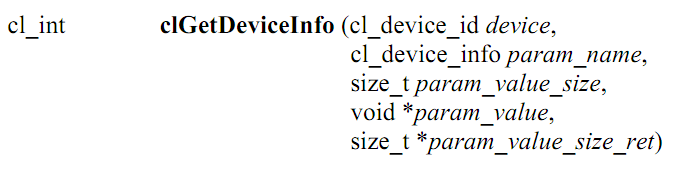 cl_int clGetDeviceInfo (cl_device_id device,
cl_device_info param_name,
size_t param_value_size,
void *param_value,
size_t *param_value_size_ret)